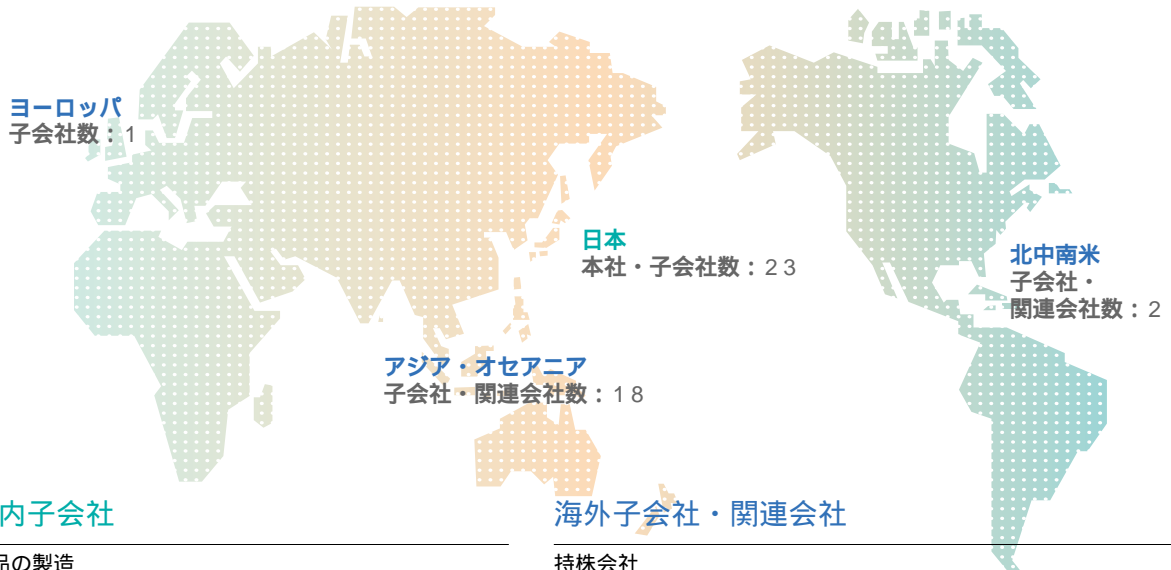 ヨーロッパ
子会社数：1
日本
本社・子会社数：23
北中南米
子会社・
関連会社数：2
アジア・オセアニア
子会社・関連会社数：18
内子会社
品の製造
海外子会社・関連会社
持株会社